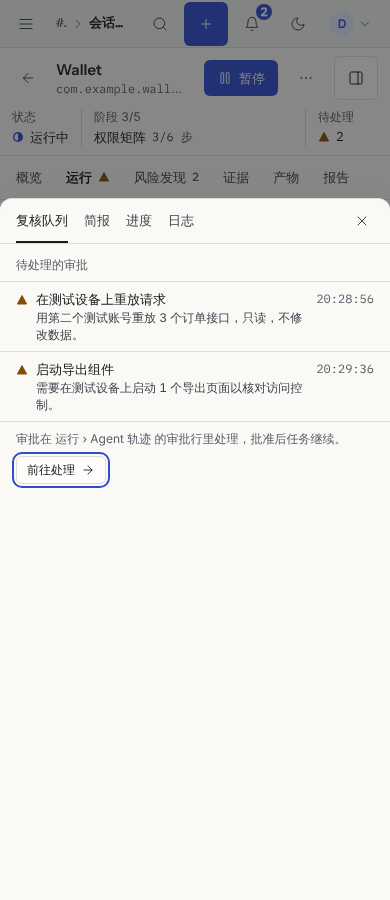 #. > 会话…
2
D
Wallet
com.example.wall…
暂停
状态
运行中
阶段 3/5
权限矩阵 3/6 步
待处理
2
概览 运行 风险发现 2 证据 产物 报告
复核队列 简报 进度 日志
待处理的审批
在测试设备上重放请求 20:28:56
用第二个测试账号重放 3 个订单接口，只读，不修
改数据。
启动导出组件 20:29:36
需要在测试设备上启动 1 个导出页面以核对访问控
制。
审批在 运行 › Agent 轨迹 的审批行里处理，批准后任务继续。
前往处理